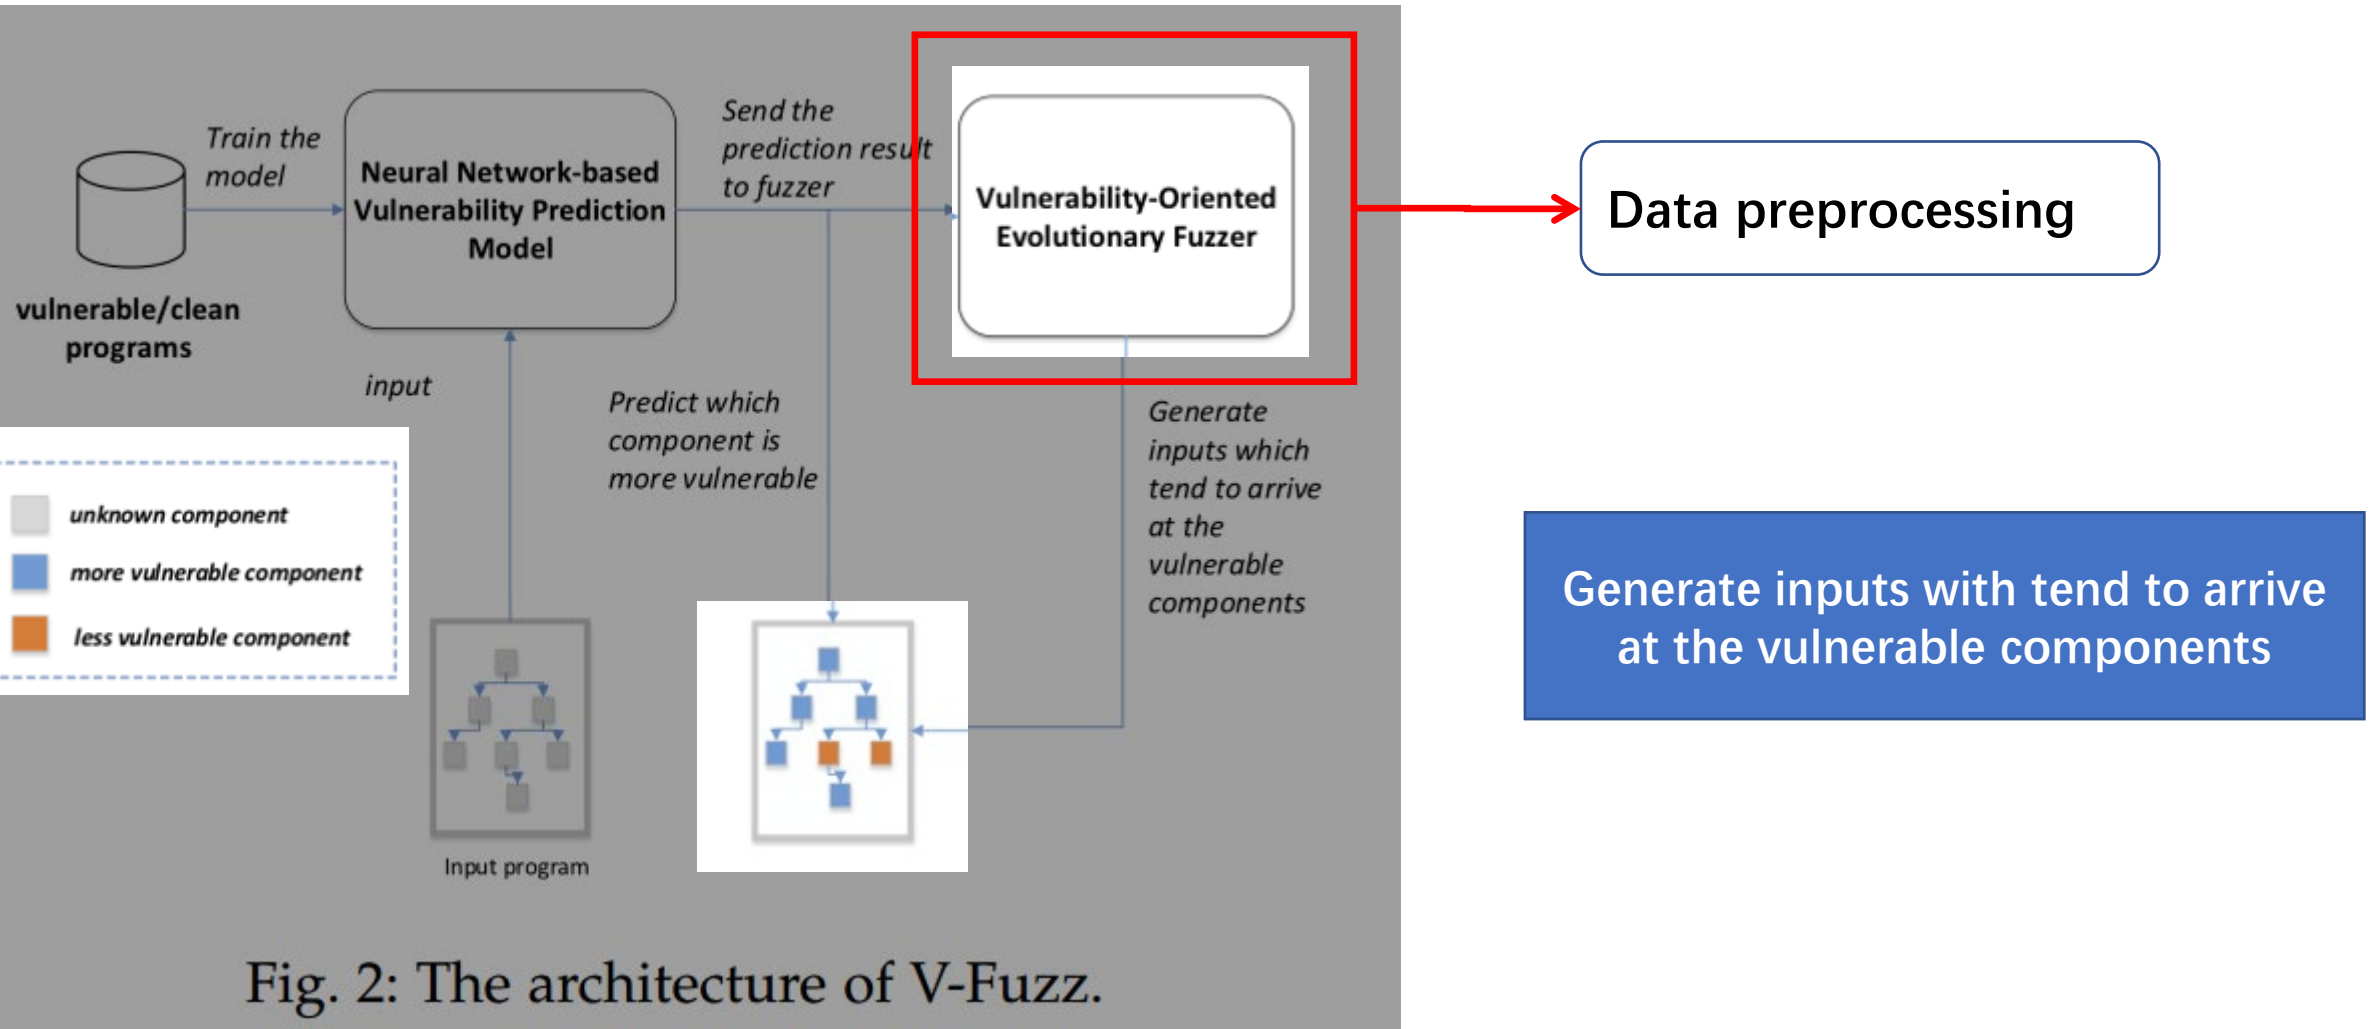 Train the
model
vulnerable/clean
programs
Neural Network-based
Vulnerability Prediction
Model
Send the
prediction result
to fuzzer
Vulnerability-Oriented
Evolutionary Fuzzer
Data preprocessing
input
Predict which
component is
more vulnerable
Generate
inputs which
tend to arrive
at the
vulnerable
components
unknown component
more vulnerable component
less vulnerable component
Generate inputs with tend to arrive
at the vulnerable components
Input program
Fig. 2: The architecture of V-Fuzz.